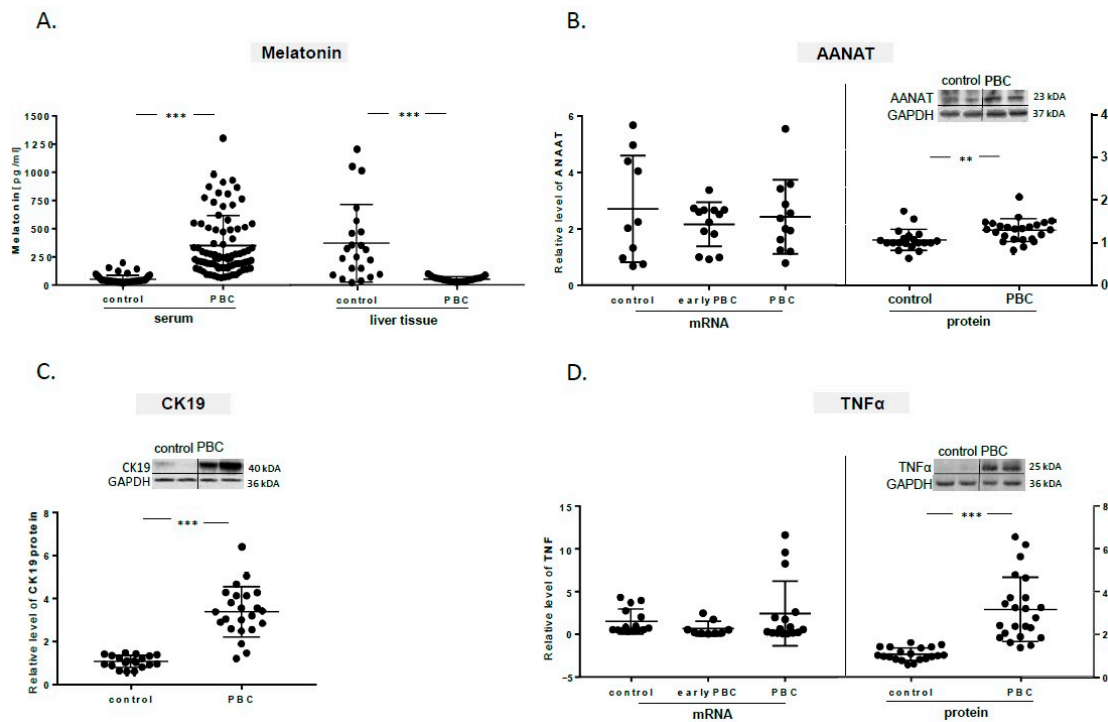 A.
Melatonin
***
***
Melatonin [pg/ml]
1500
1250
1000
750
500
250
0
control
PBC
control
PBC
serum
liver tissue
B.
AANAT
control PBC
AANAT
23 kDA
GAPDH
37 kDA
**
Relative level of ANAAT
6
4
2
0
4
3
2
1
0
control
early PBC
PBC
control
PBC
mRNA
protein
C.
CK19
control PBC
CK19
40 kDA
GAPDH
36 kDA
***
Relative level of CK19 protein
8
6
4
2
0
control
PBC
D.
TNFα
control PBC
TNFα
25 kDA
GAPDH
36 kDA
***
Relative level of TNF
15
10
5
0
−5
8
6
4
2
0
control
early PBC
PBC
control
PBC
mRNA
protein